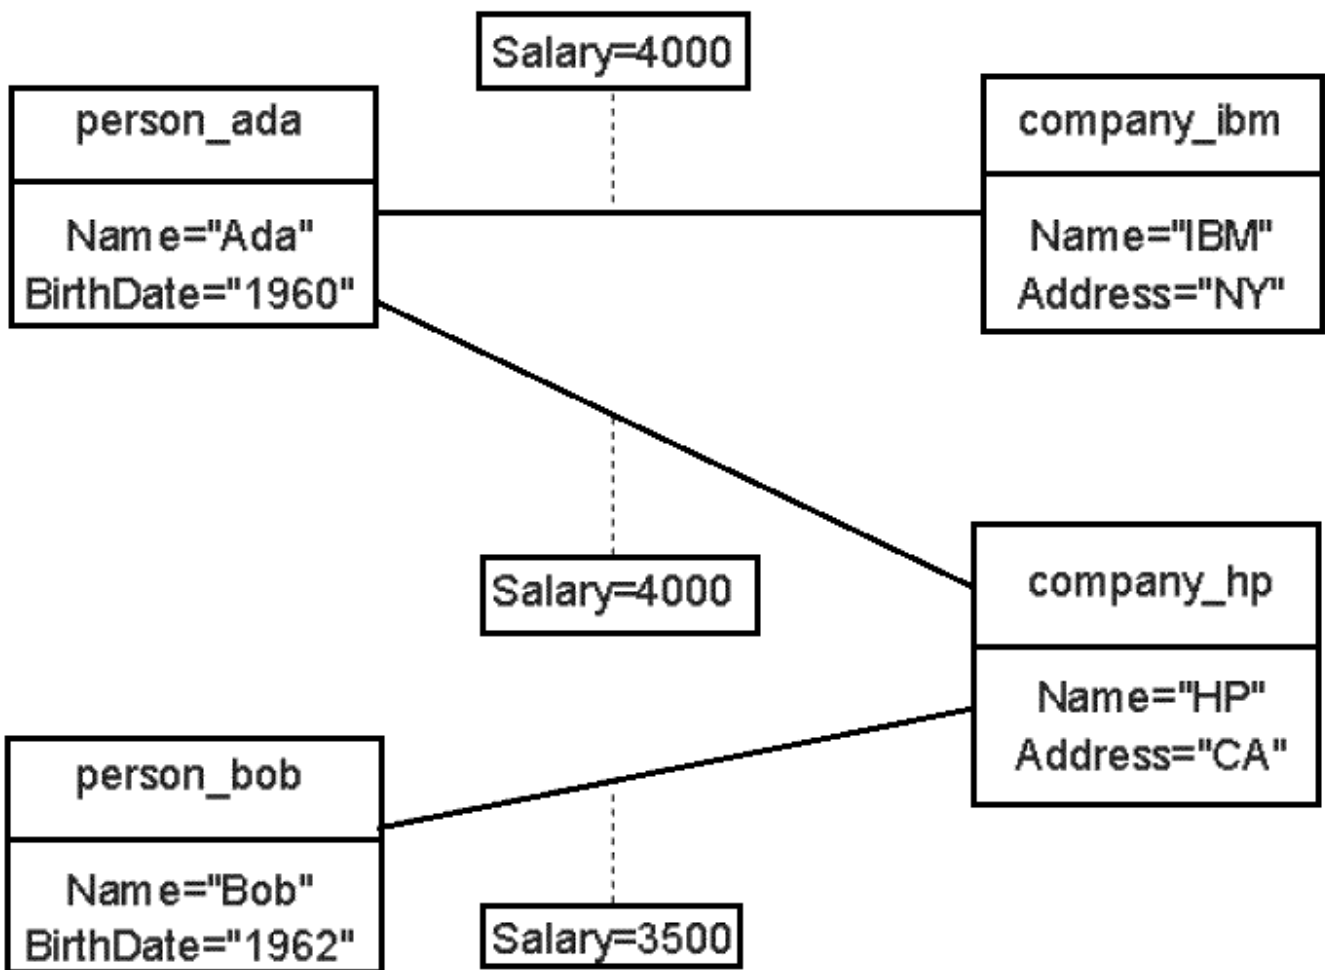 Salary=4000
person_ada
Name="Ada"
BirthDate="1960"
company_ibm
Name="IBM"
Address="NY"
Salary=4000
company_hp
Name="HP"
Address="CA"
person_bob
Name="Bob"
BirthDate="1962"
Salary=3500